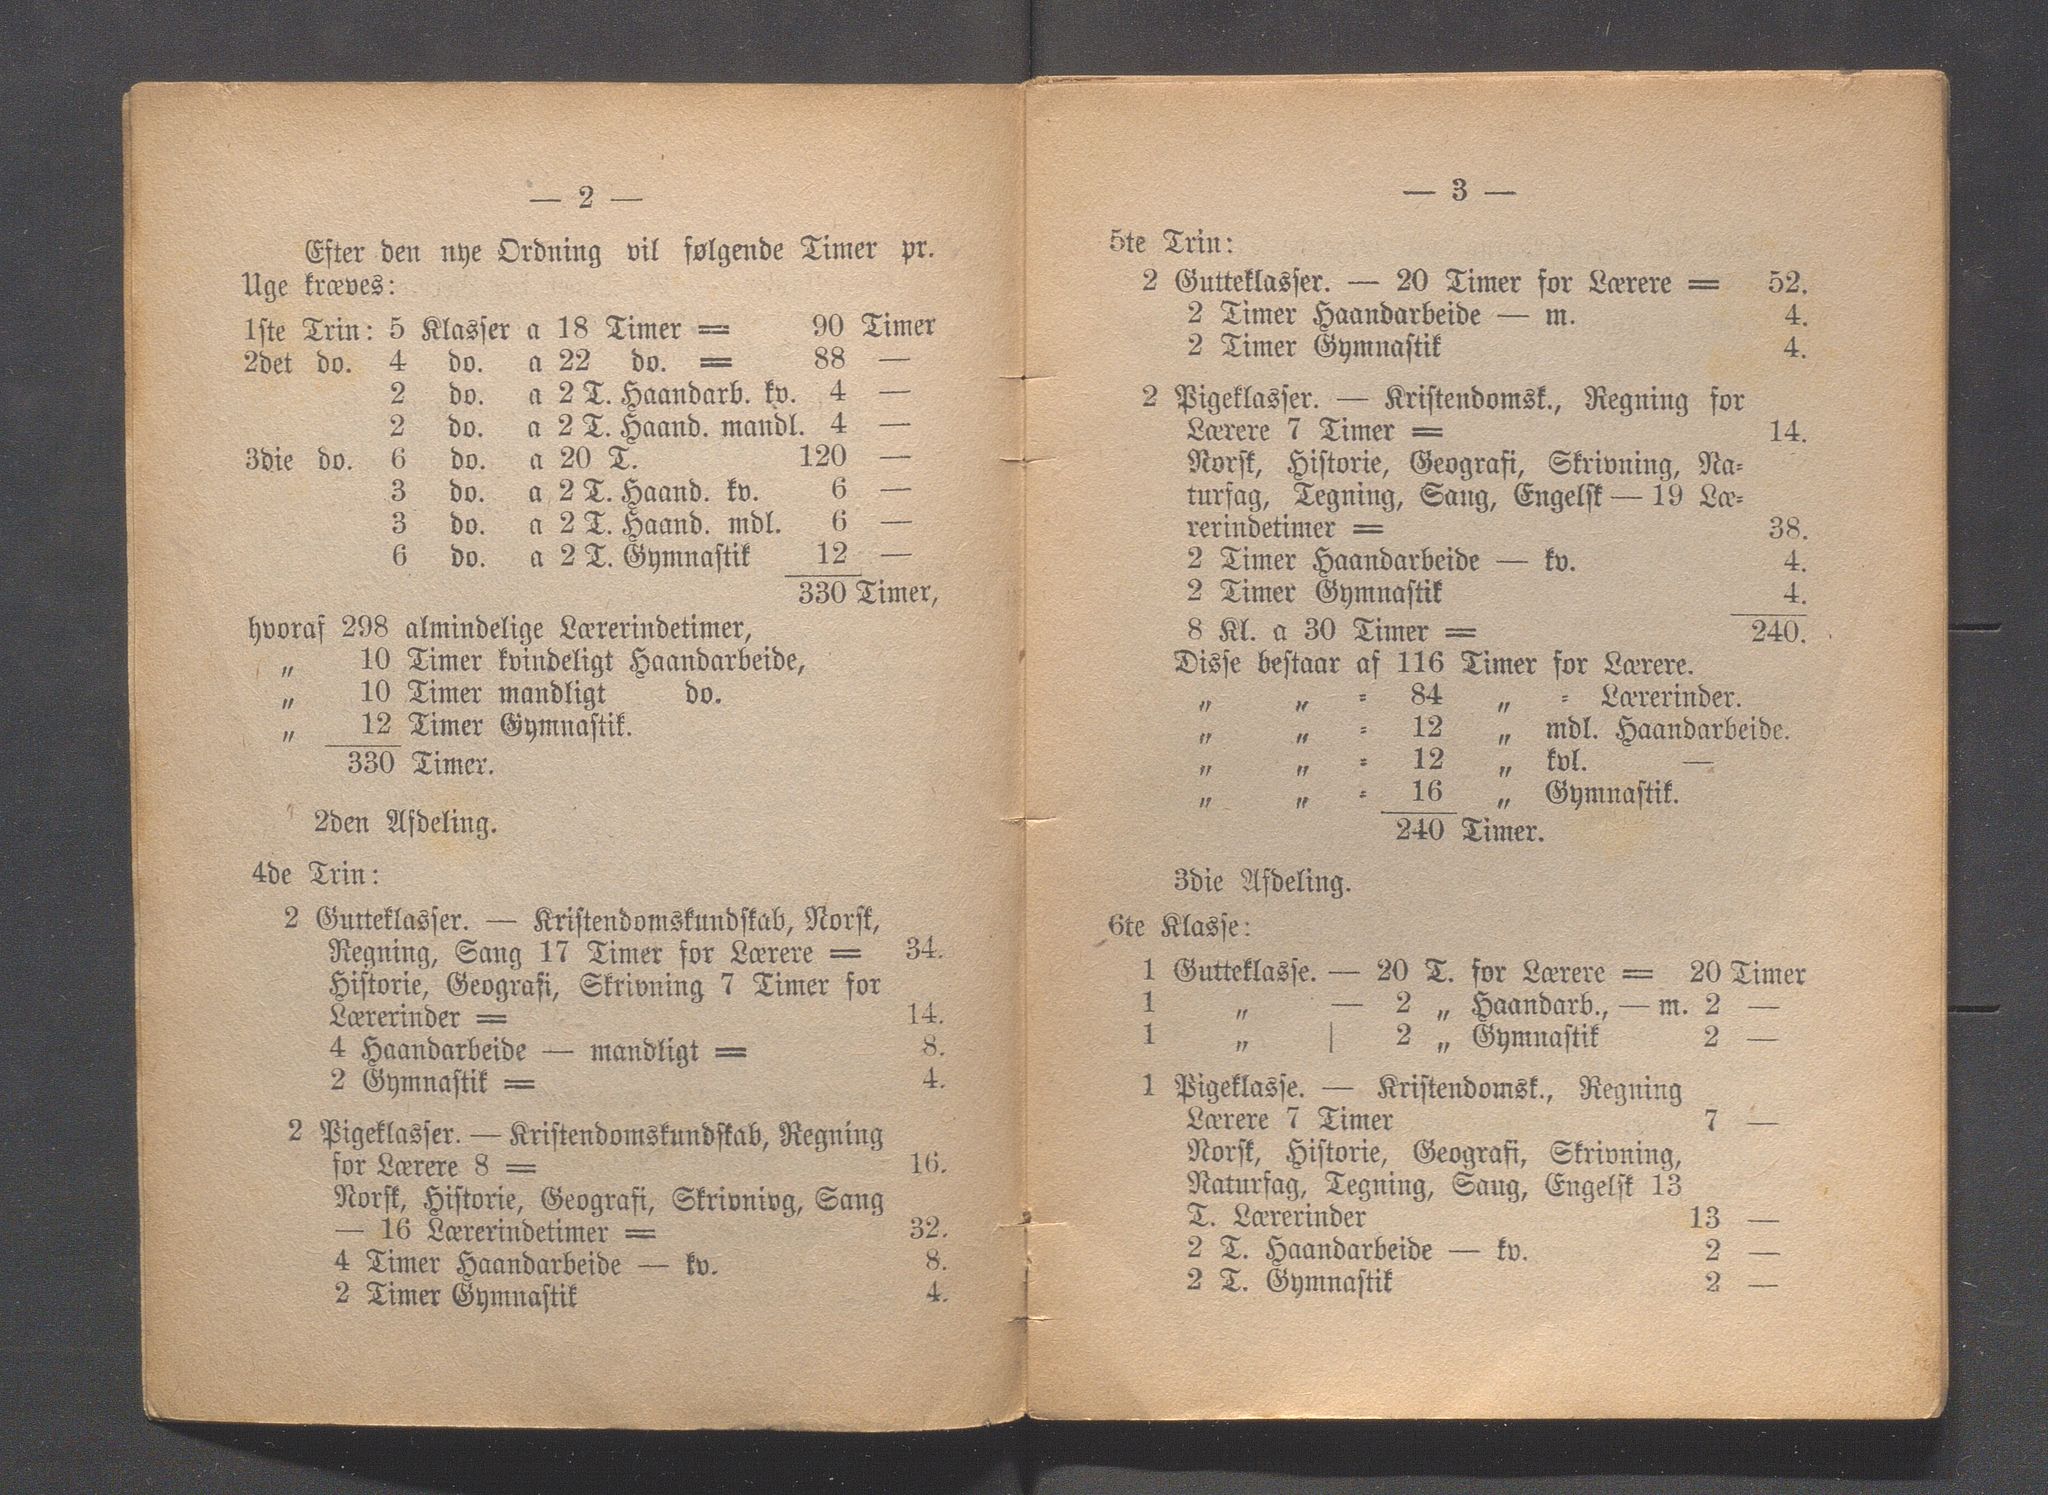 — 2 —
Efter den nye Ordning vil følgende Timer pr.
Uge kræves:
1ste Trin: 5 Klasser a 18 Timer = 90 Timer
2det do. 4 do. a 22 do. = 88 —
2 do. a 2 T. Haandarb. kv. 4 —
2 do. a 2 T. Haand. mandl. 4 —
3die do. 6 do. a 20 T. 120 —
3 do. a 2 T. Haand. kv. 6 —
3 do. a 2 T. Haand. mdl. 6 —
6 do. a 2 T. Gymnastik 12 —
330 Timer,
hvoraf 298 almindelige Lærerindetimer,
„ 10 Timer kvindeligt Haandarbeide,
„ 10 Timer mandligt do.
„ 12 Timer Gymnastik.
330 Timer.
2den Afdeling.
4de Trin:
2 Gutteklasser. — Kristendomskundskab, Norsk,
Regning, Sang 17 Timer for Lærere = 34.
Historie, Geografi, Skrivning 7 Timer for
Lærerinder = 14.
4 Haandarbeide — mandligt = 8.
2 Gymnastik = 4.
2 Pigeklasser. — Kristendomskundskab, Regning
for Lærere 8 = 16.
Norsk, Historie, Geografi, Skrivnivg, Sang
— 16 Lærerindetimer = 32.
4 Timer Haandarbeide — kv. 8.
2 Timer Gymnastik 4.
— 3 —
5te Trin:
2 Gutteklasser. — 20 Timer for Lærere = 52.
2 Timer Haandarbeide — m. 4.
2 Timer Gymnastik 4.
2 Pigeklasser. — Kristendomsk., Regning for
Lærere 7 Timer = 14.
Norsk, Historie, Geografi, Skrivning, Na-
turfag, Tegning, Sang, Engelsk — 19 Læ-
rerindetimer = 38.
2 Timer Haandarbeide — kv. 4.
2 Timer Gymnastik 4.
8 Kl. a 30 Timer = 240.
Disse bestaar af 116 Timer for Lærere.
„ „ - 84 „ - Lærerinder.
„ „ - 12 „ mdl. Haandarbeide.
„ „ - 12 „ kvl. —
„ „ - 16 „ Gymnastik.
240 Timer.
3die Afdeling.
6te Klasse:
1 Gutteklasse. — 20 T. for Lærere = 20 Timer
1 „ — 2 „ Haandarb., — m. 2 —
1 „ | 2 „ Gymnastik 2 —
1 Pigeklasse. — Kristendomsk., Regning
Lærere 7 Timer 7 —
Norsk, Historie, Geografi, Skrivning,
Naturfag, Tegning, Saug, Engelsk 13
T. Lærerinder 13 —
2 T. Haandarbeide — kv. 2 —
2 T. Gymnastik 2 —